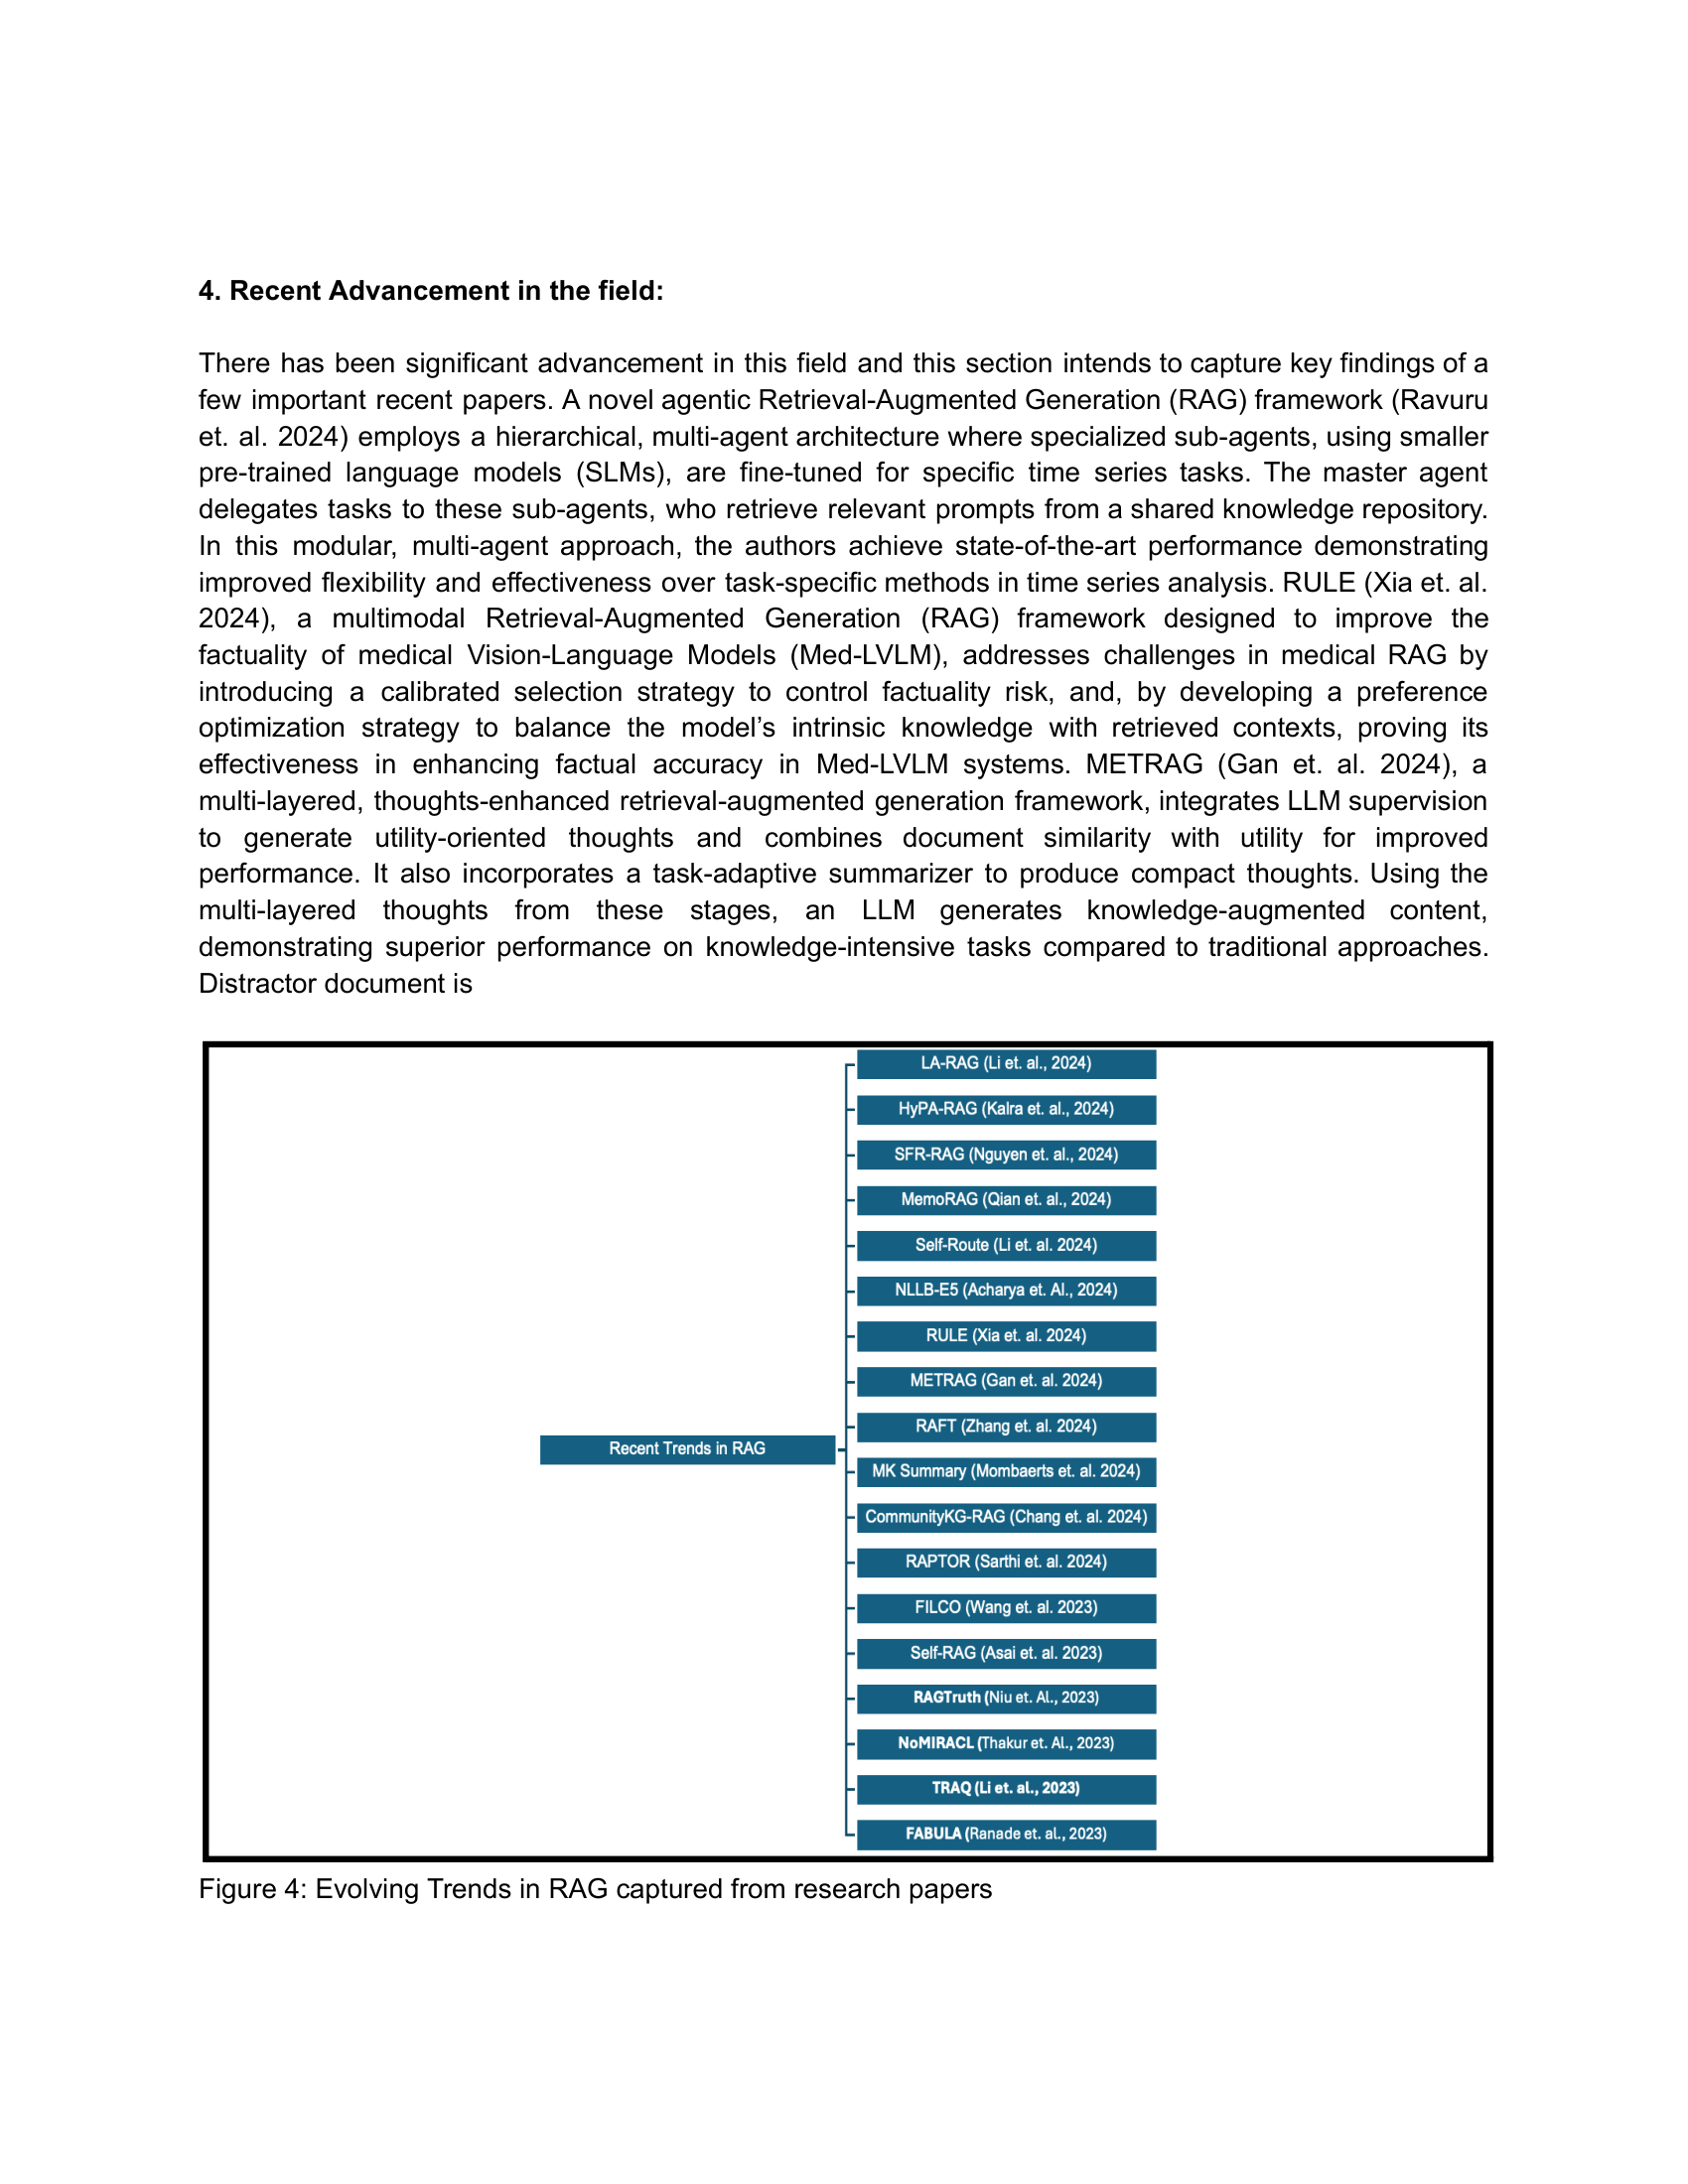 4. Recent Advancement in the field:
There has been significant advancement in this field and this section intends to capture key findings of a
few important recent papers. A novel agentic Retrieval-Augmented Generation (RAG) framework (Ravuru
et. al. 2024) employs a hierarchical, multi-agent architecture where specialized sub-agents, using smaller
pre-trained language models (SLMs), are fine-tuned for specific time series tasks. The master agent
delegates tasks to these sub-agents, who retrieve relevant prompts from a shared knowledge repository.
In this modular, multi-agent approach, the authors achieve state-of-the-art performance demonstrating
improved flexibility and effectiveness over task-specific methods in time series analysis. RULE (Xia et. al.
2024), a multimodal Retrieval-Augmented Generation (RAG) framework designed to improve the
factuality of medical Vision-Language Models (Med-LVLM), addresses challenges in medical RAG by
introducing a calibrated selection strategy to control factuality risk, and, by developing a preference
optimization strategy to balance the model’s intrinsic knowledge with retrieved contexts, proving its
effectiveness in enhancing factual accuracy in Med-LVLM systems. METRAG (Gan et. al. 2024), a
multi-layered, thoughts-enhanced retrieval-augmented generation framework, integrates LLM supervision
to generate utility-oriented thoughts and combines document similarity with utility for improved
performance. It also incorporates a task-adaptive summarizer to produce compact thoughts. Using the
multi-layered thoughts from these stages, an LLM generates knowledge-augmented content,
demonstrating superior performance on knowledge-intensive tasks compared to traditional approaches.
Distractor document is
Recent Trends in RAG
LA-RAG (Li et. al., 2024)
HyPA-RAG (Kalra et. al., 2024)
SFR-RAG (Nguyen et. al., 2024)
MemoRAG (Qian et. al., 2024)
Self-Route (Li et. al. 2024)
NLLB-E5 (Acharya et. Al., 2024)
RULE (Xia et. al. 2024)
METRAG (Gan et. al. 2024)
RAFT (Zhang et. al. 2024)
MK Summary (Mombaerts et. al. 2024)
CommunityKG-RAG (Chang et. al. 2024)
RAPTOR (Sarthi et. al. 2024)
FILCO (Wang et. al. 2023)
Self-RAG (Asai et. al. 2023)
RAGTruth (Niu et. Al., 2023)
NoMIRACL (Thakur et. Al., 2023)
TRAQ (Li et. al., 2023)
FABULA (Ranade et. al., 2023)
Figure 4: Evolving Trends in RAG captured from research papers